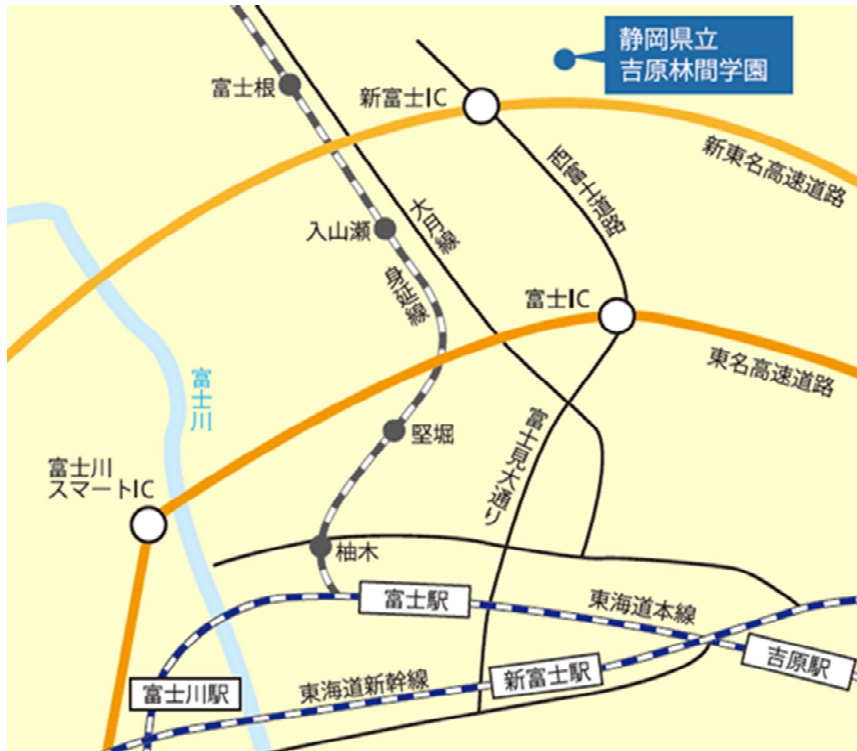 静岡県立
吉原林間学園
富士根
新富士IC
新東名高速道路
西富士道路
大月線
入山瀬
身延線
富士IC
東名高速道路
富士川
堅堀
富士見大通り
富士川
スマートIC
柚木
富士駅
東海道本線
吉原駅
新富士駅
東海道新幹線
富士川駅